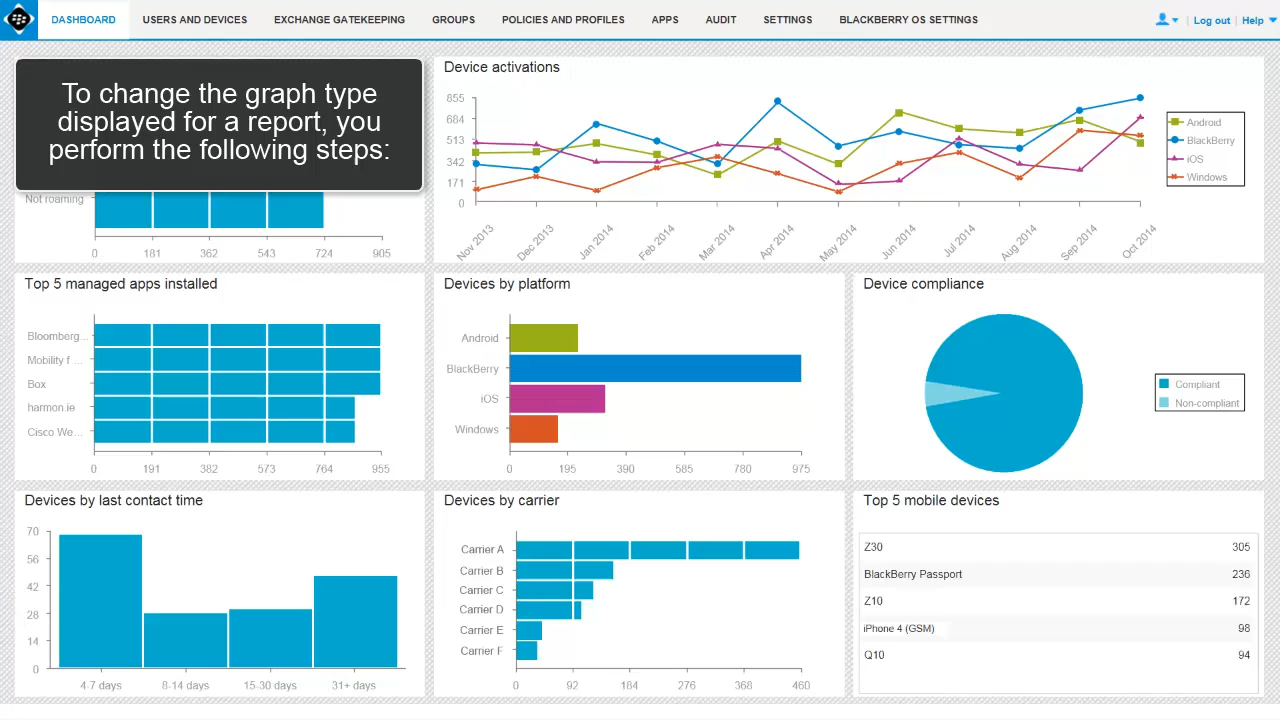 DASHBOARD
USERS AND DEVICES
EXCHANGE GATEKEEPING
GROUPS
POLICIES AND PROFILES
APPS
AUDIT
SETTINGS
BLACKBERRY OS SETTINGS
Log out
Help
To change the graph type
displayed for a report, you
perform the following steps:
Not roaming
0 181 362 543 724 905
Device activations
855
684
513
342
171
0
Nov 2013
Dec 2013
Jan 2014
Feb 2014
Mar 2014
Apr 2014
May 2014
Jun 2014
Jul 2014
Aug 2014
Sep 2014
Oct 2014
Android
BlackBerry
iOS
Windows
Top 5 managed apps installed
Bloomberg...
Mobility f ...
Box
harmon.ie
Cisco We...
0 191 382 573 764 955
Devices by platform
Android
BlackBerry
iOS
Windows
0 195 390 585 780 975
Device compliance
Compliant
Non-compliant
Devices by last contact time
70
56
42
28
14
0
4-7 days 8-14 days 15-30 days 31+ days
Devices by carrier
Carrier A
Carrier B
Carrier C
Carrier D
Carrier E
Carrier F
0 92 184 276 368 460
Top 5 mobile devices
Z30 305
BlackBerry Passport 236
Z10 172
iPhone 4 (GSM) 98
Q10 94